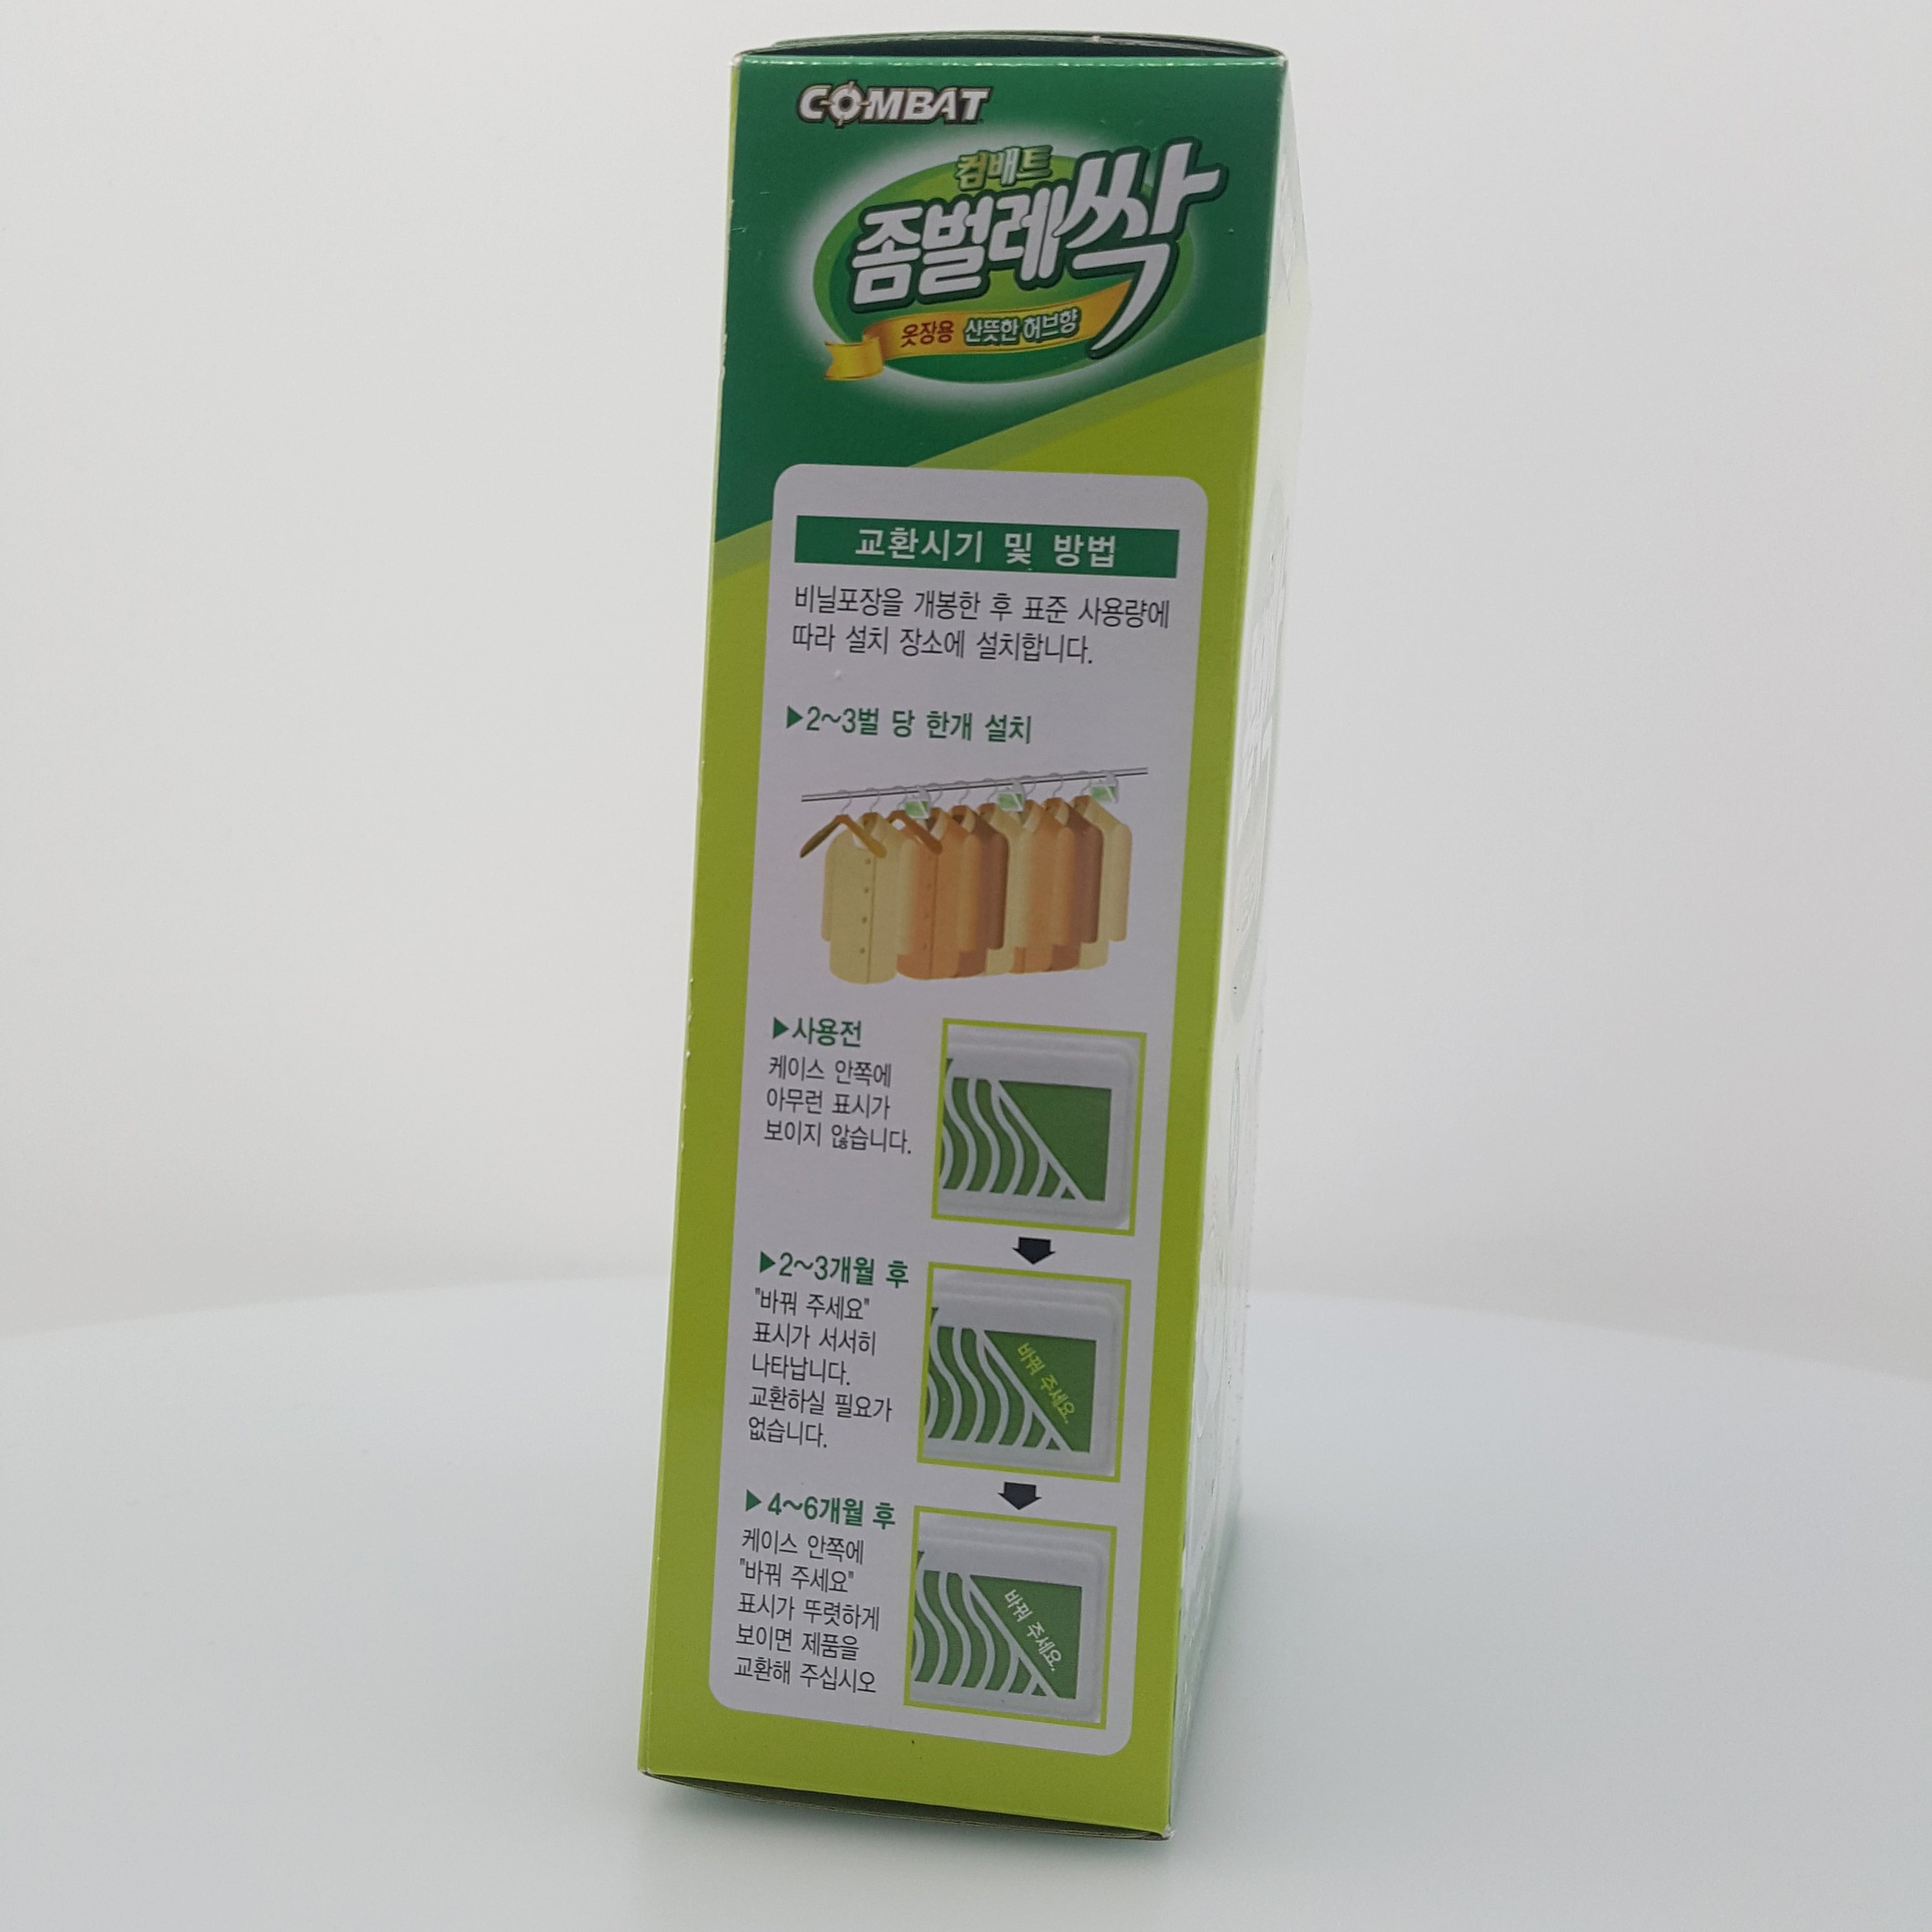 COMBAT
컴배트
좀벌레싹
옷장용 산뜻한 허브향
교환시기 및 방법
비닐포장을 개봉한 후 표준 사용량에
따라 설치 장소에 설치합니다.
▶2~3벌 당 한개 설치
▶사용전
케이스 안쪽에
아무런 표시가
보이지 않습니다.
▶2~3개월 후
"바꿔 주세요"
표시가 서서히
나타납니다.
교환하실 필요가
없습니다.
바꿔 주세요.
▶4~6개월 후
케이스 안쪽에
"바꿔 주세요"
표시가 뚜렷하게
보이면 제품을
교환해 주십시오
바꿔 주세요.